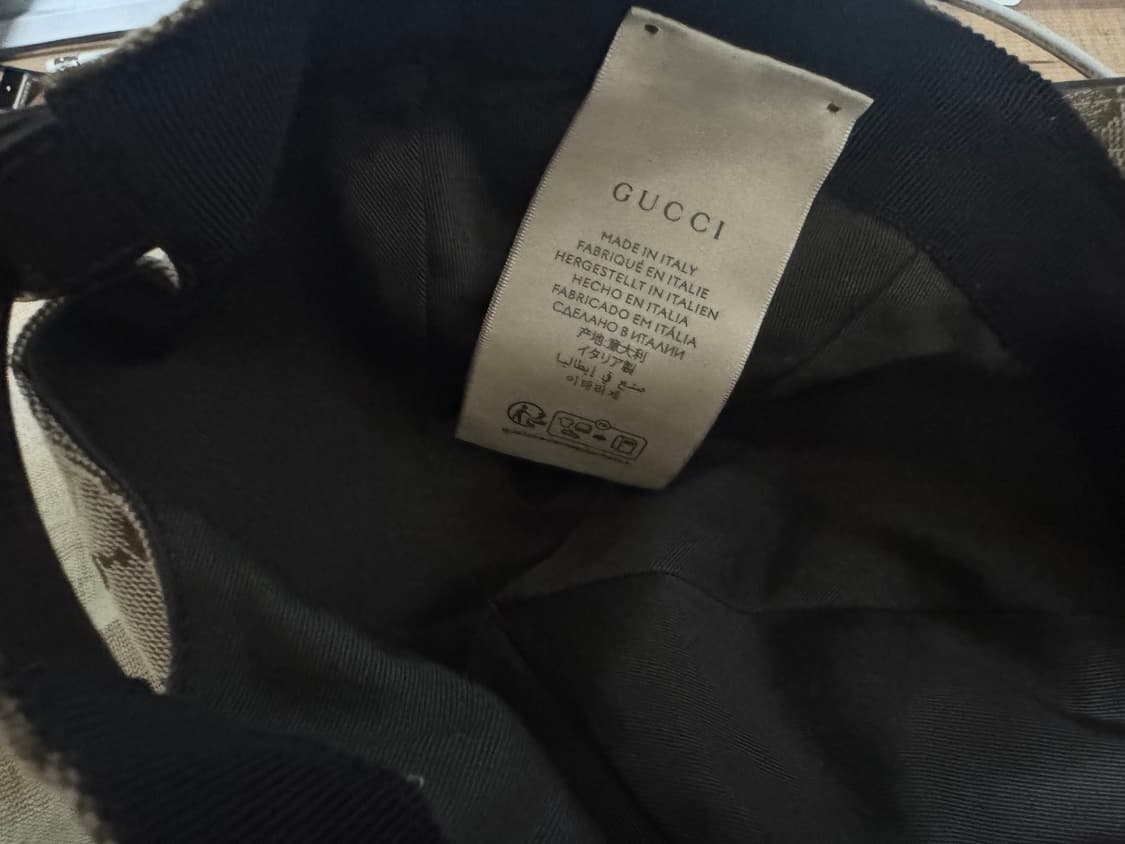 GUCCI
MADE IN ITALY
FABRIQUÉ EN ITALIE
HERGESTELLT IN ITALIEN
HECHO EN ITALIA
FABRICADO EM ITÁLIA
СДЕЛАНО В ИТАЛИИ
产地:意大利
イタリア製
صنع في إيطاليا
이태리제